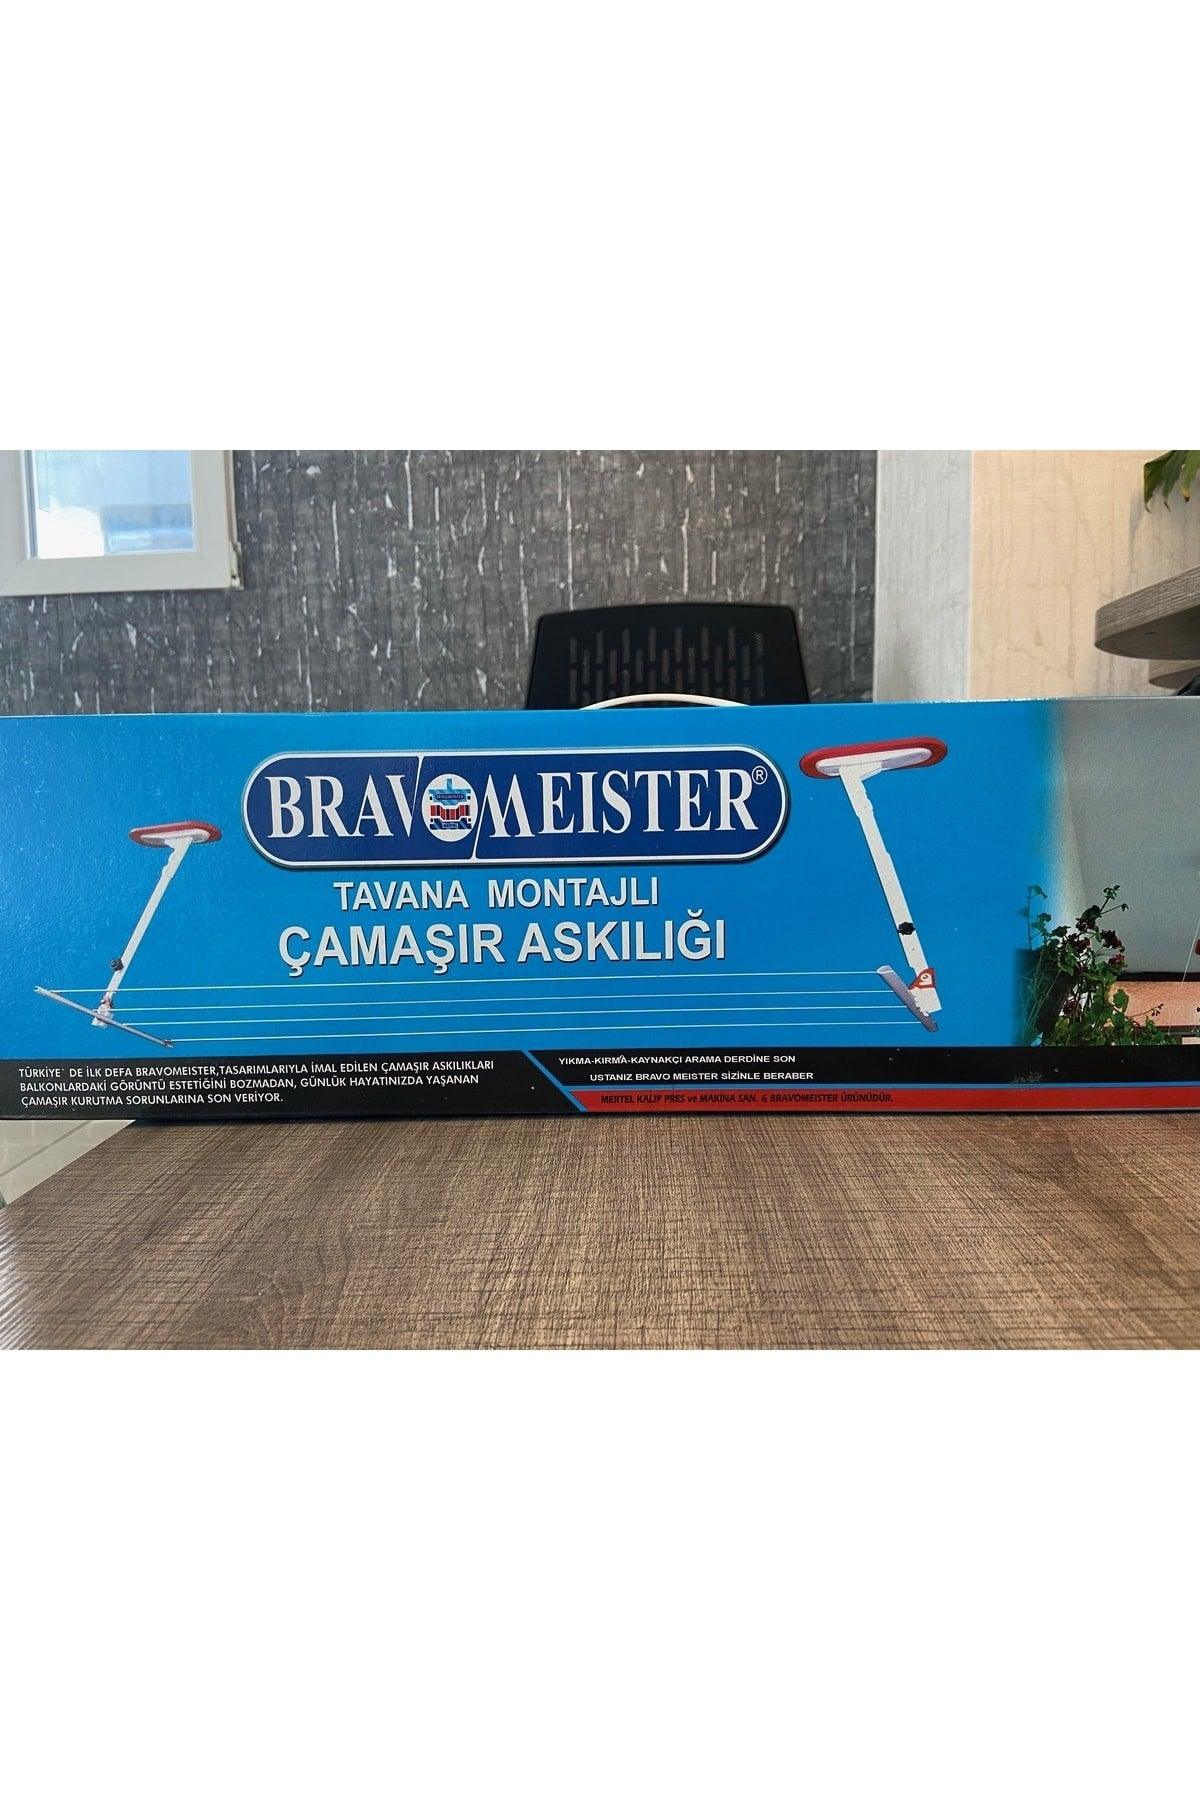 BRAVOMEISTER®
TAVANA MONTAJLI
ÇAMAŞIR ASKILIĞI
TÜRKİYE` DE İLK DEFA BRAVOMEISTER,TASARIMLARIYLA İMAL EDİLEN ÇAMAŞIR ASKILIKLARI
BALKONLARDAKİ GÖRÜNTÜ ESTETİĞİNİ BOZMADAN, GÜNLÜK HAYATINIZDA YAŞANAN
ÇAMAŞIR KURUTMA SORUNLARINA SON VERİYOR.
YIKMA-KIRMA-KAYNAKÇI ARAMA DERDİNE SON
USTANIZ BRAVO MEISTER SİZİNLE BERABER
MERTEL KALIP PRES ve MAKİNA SAN. & BRAVOMEISTER ÜRÜNÜDÜR.